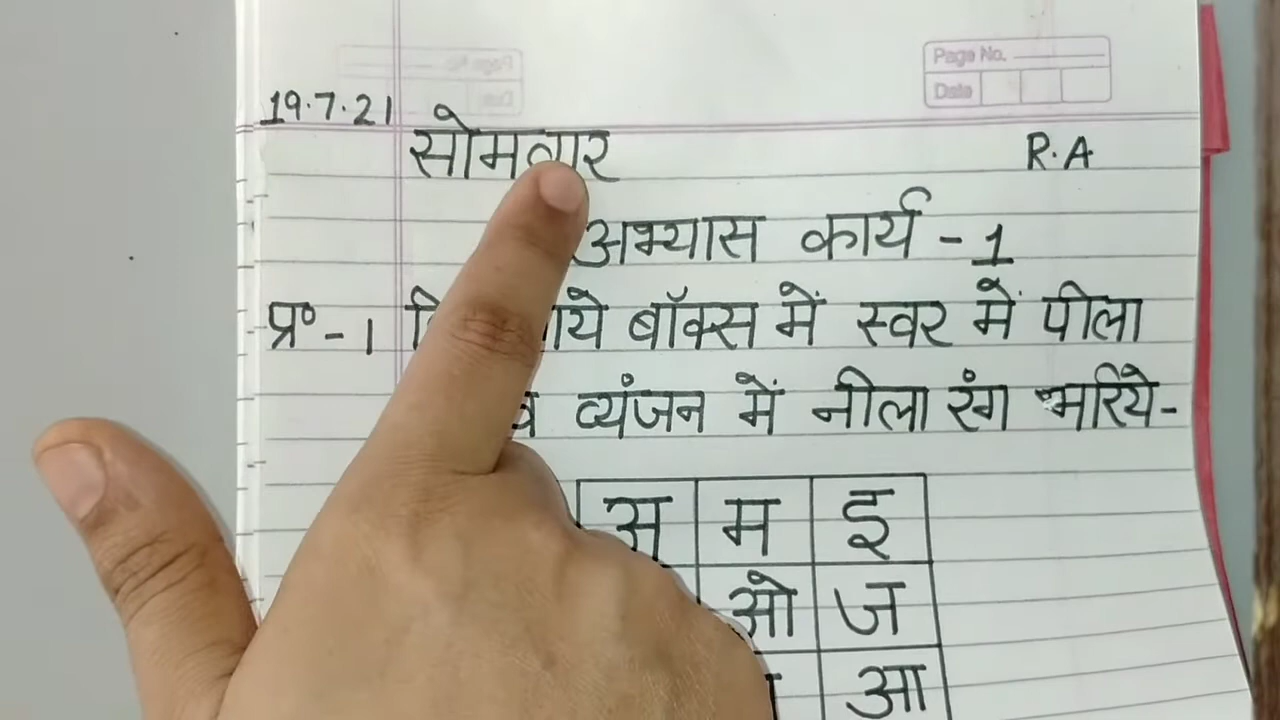 Page No.
Date
19.7.21
सोमवार
R.A
अभ्यास कार्य - 1
प्र० - 1 बॉक्स में स्वर में पीला
व व्यंजन में नीला रंग भरिये-
स म इ
ओ ज
आ